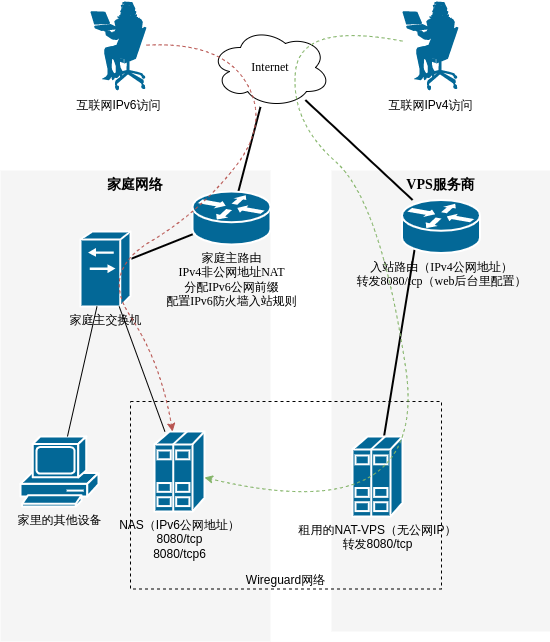 互联网IPv6访问
Internet
互联网IPv4访问
家庭网络
VPS服务商
家庭主路由
IPv4非公网地址NAT
分配IPv6公网前缀
配置IPv6防火墙入站规则
入站路由（IPv4公网地址）
转发8080/tcp（web后台里配置）
家庭主交换机
家里的其他设备
NAS（IPv6公网地址）
8080/tcp
8080/tcp6
租用的NAT-VPS（无公网IP）
转发8080/tcp
Wireguard网络